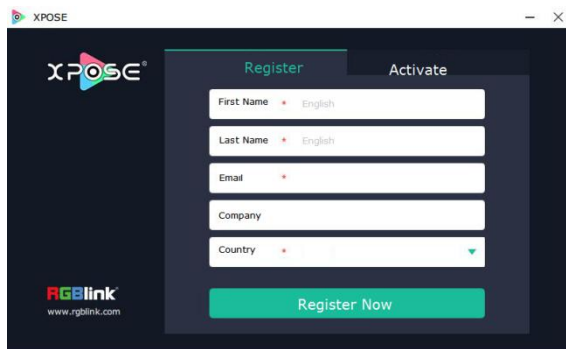 XPOSE
XPOSE®
Register
Activate
First Name * English
Last Name * English
Email *
Company
Country *
Register Now
RGBlink®
www.rgblink.com